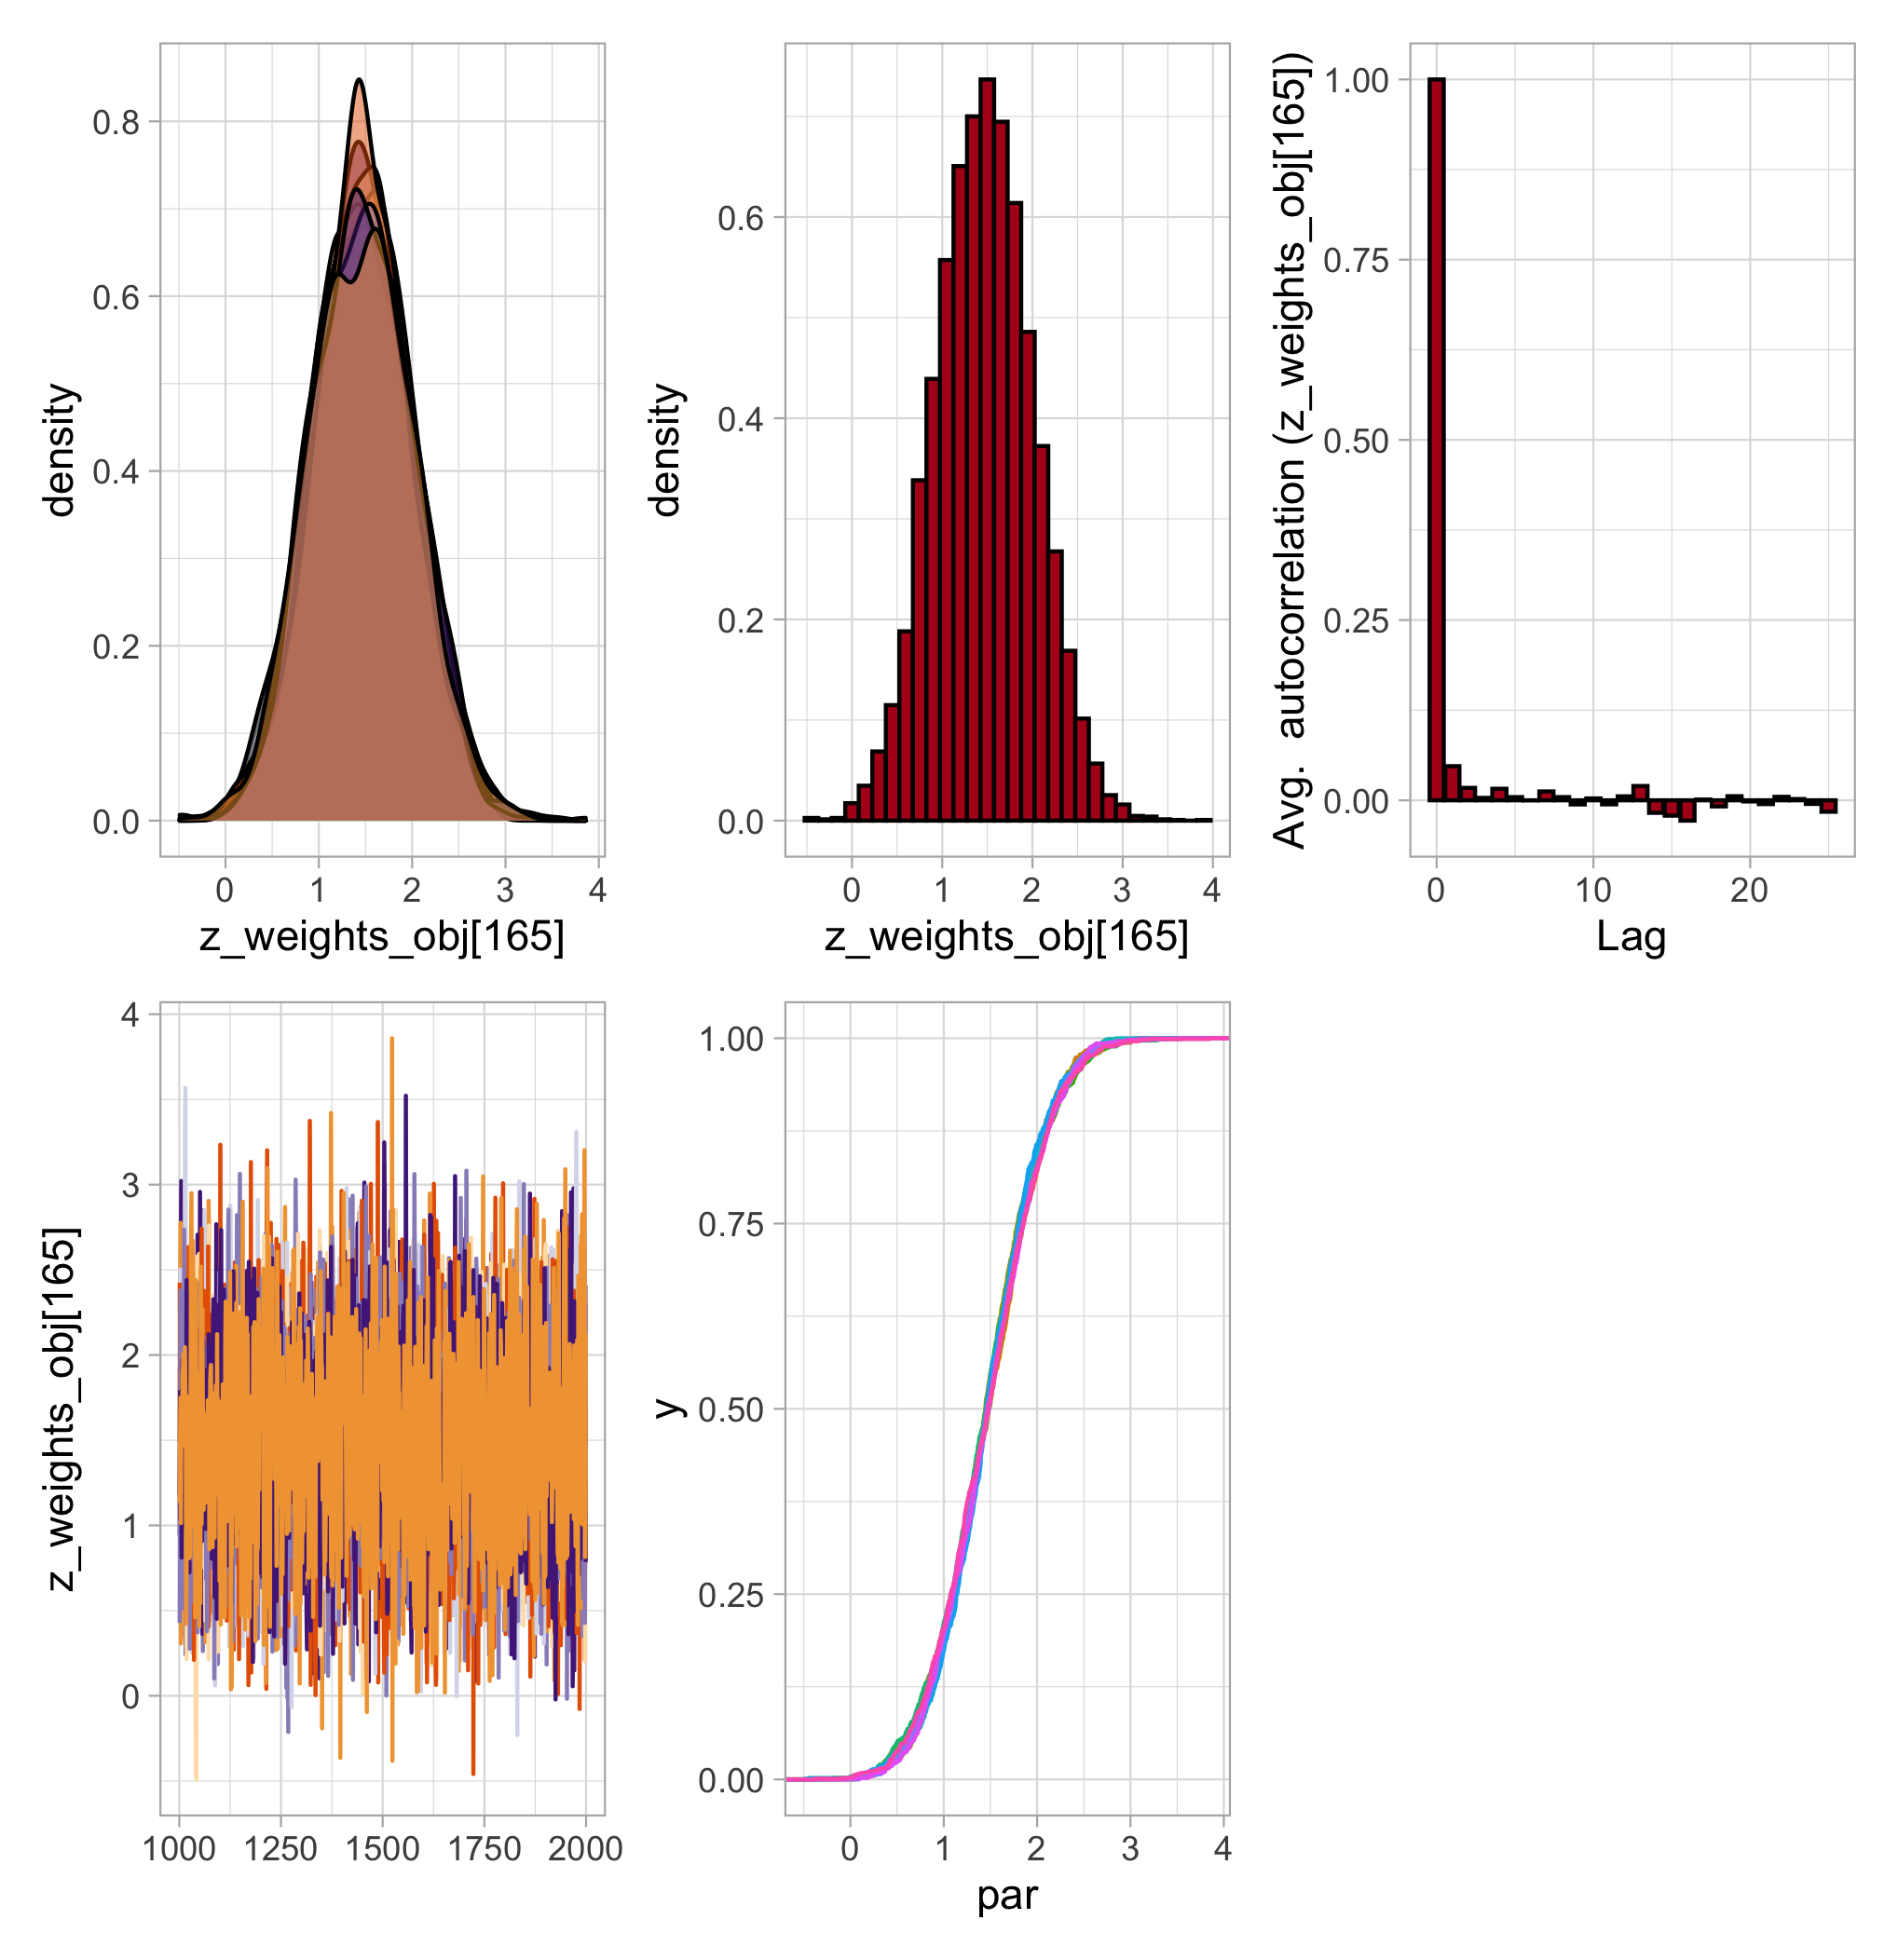 density
0.8
0.6
0.4
0.2
0.0
0 1 2 3 4
z_weights_obj[165]
density
0.6
0.4
0.2
0.0
0 1 2 3 4
z_weights_obj[165]
Avg. autocorrelation (z_weights_obj[165])
1.00
0.75
0.50
0.25
0.00
0 10 20
Lag
z_weights_obj[165]
4
3
2
1
0
1000 1250 1500 1750 2000
y
1.00
0.75
0.50
0.25
0.00
0 1 2 3 4
par